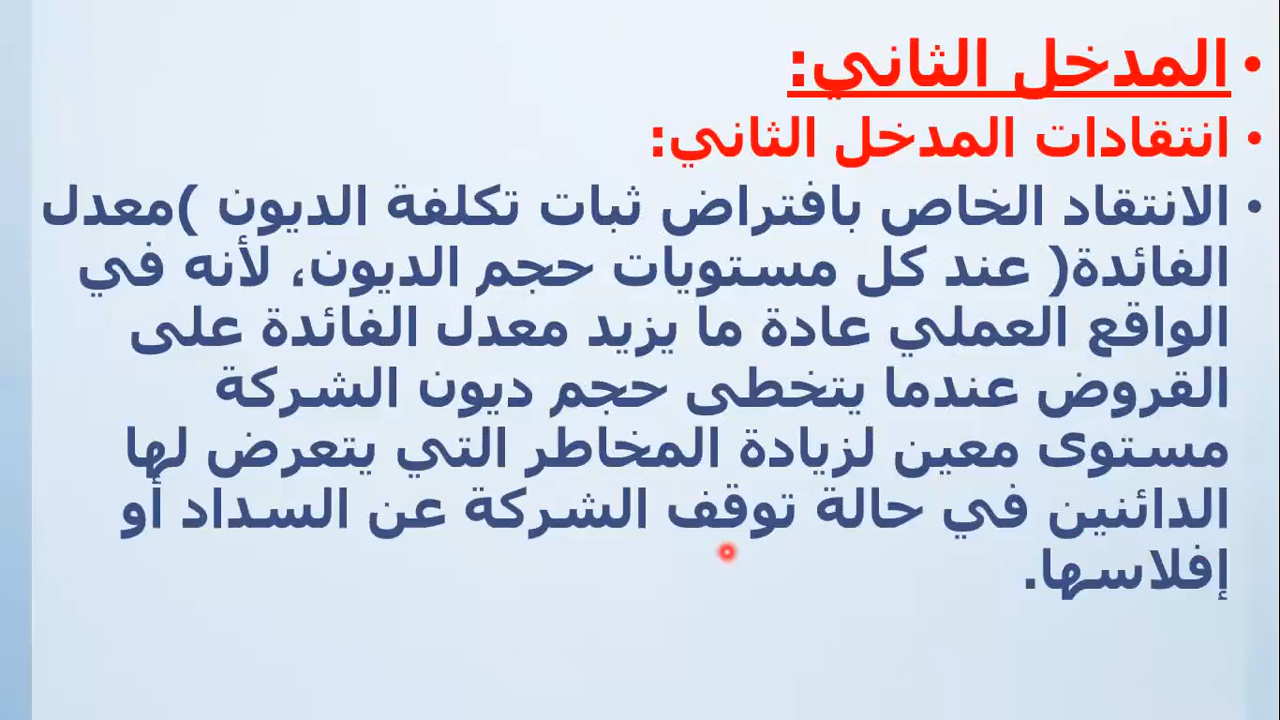 • المدخل الثاني:
• انتقادات المدخل الثاني:
• الانتقاد الخاص بافتراض ثبات تكلفة الديون )معدل
الفائدة( عند كل مستويات حجم الديون، لأنه في
الواقع العملي عادة ما يزيد معدل الفائدة على
القروض عندما يتخطى حجم ديون الشركة
مستوى معين لزيادة المخاطر التي يتعرض لها
الدائنين في حالة توقف الشركة عن السداد أو
إفلاسها.